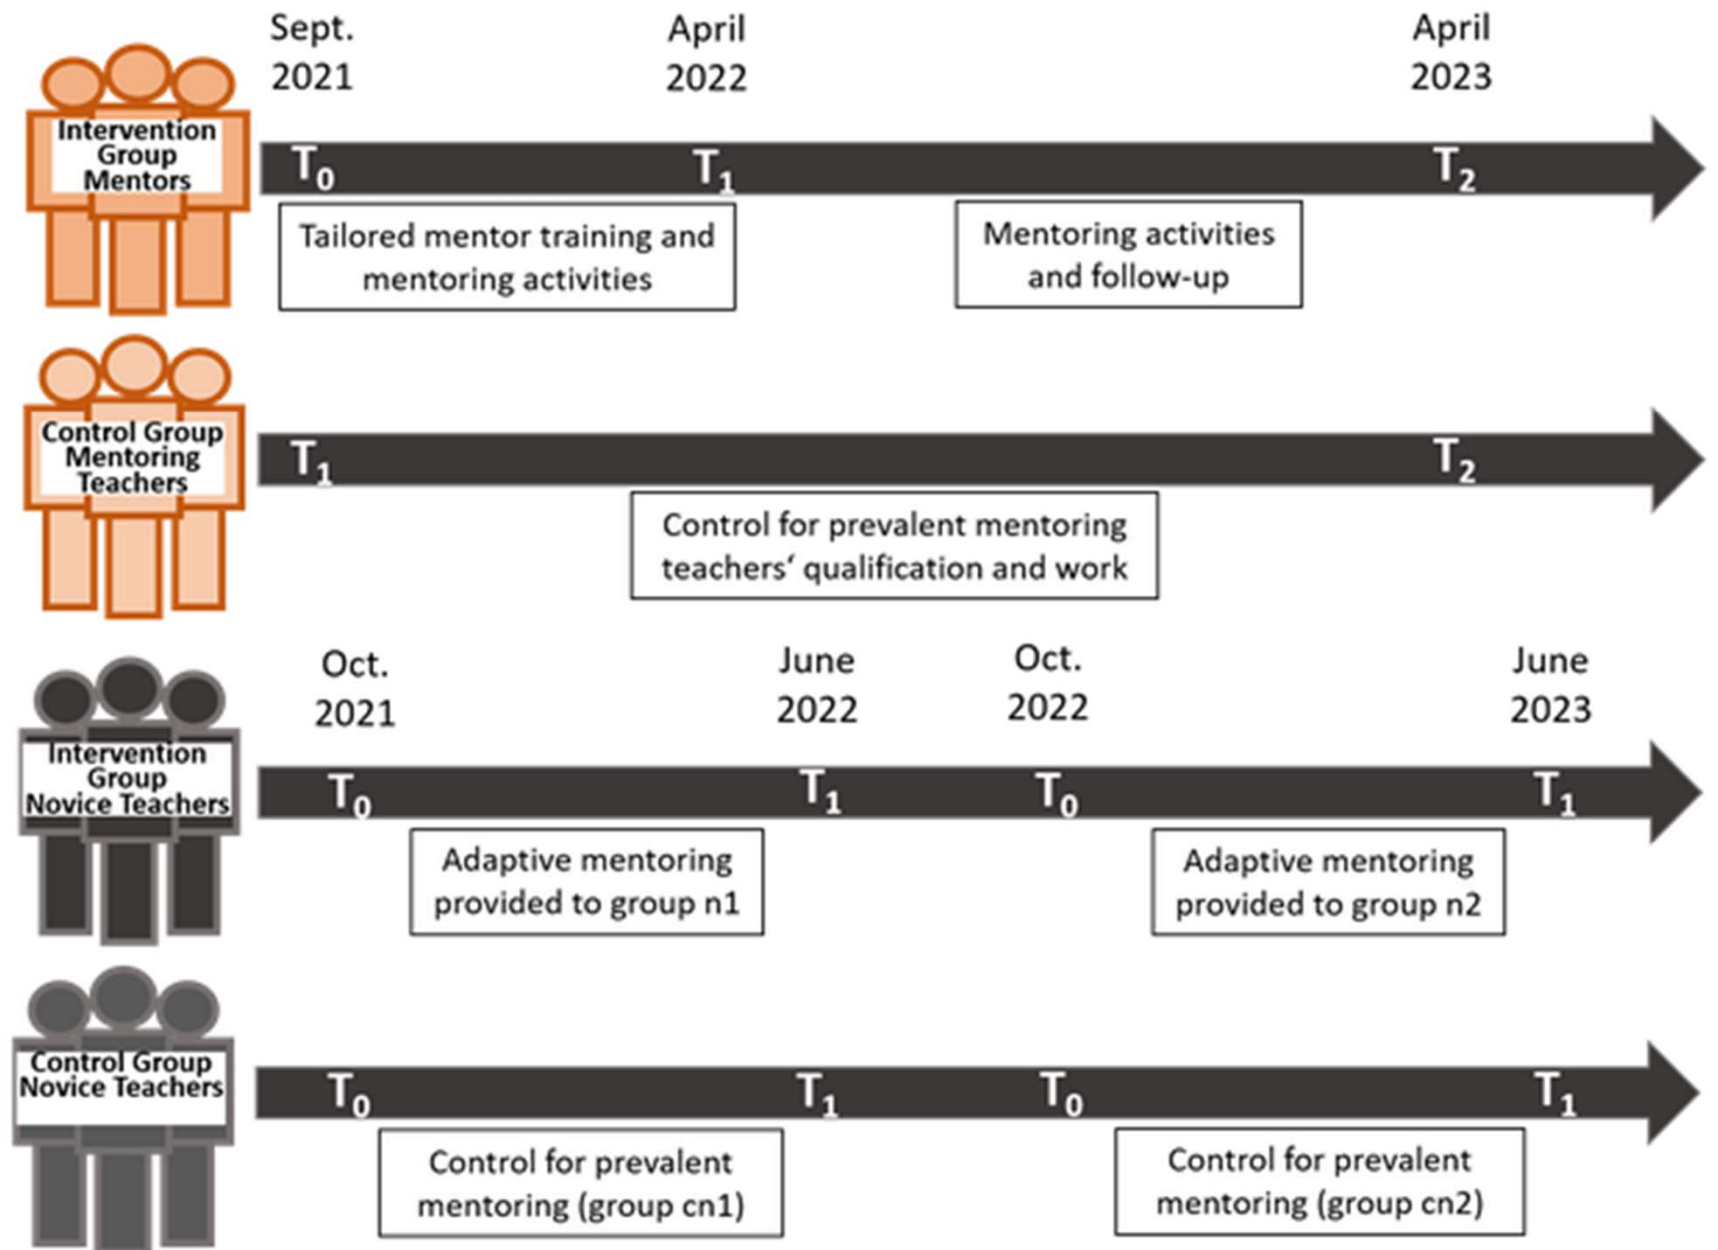 Sept.
2021
April
2022
April
2023
Intervention
Group
Mentors
T0
T1
T2
Tailored mentor training and
mentoring activities
Mentoring activities
and follow-up
Control Group
Mentoring
Teachers
T1
T2
Control for prevalent mentoring
teachers‘ qualification and work
Oct.
2021
June
2022
Oct.
2022
June
2023
Intervention
Group
Novice Teachers
T0
T1
T0
T1
Adaptive mentoring
provided to group n1
Adaptive mentoring
provided to group n2
Control Group
Novice Teachers
T0
T1
T0
T1
Control for prevalent
mentoring (group cn1)
Control for prevalent
mentoring (group cn2)